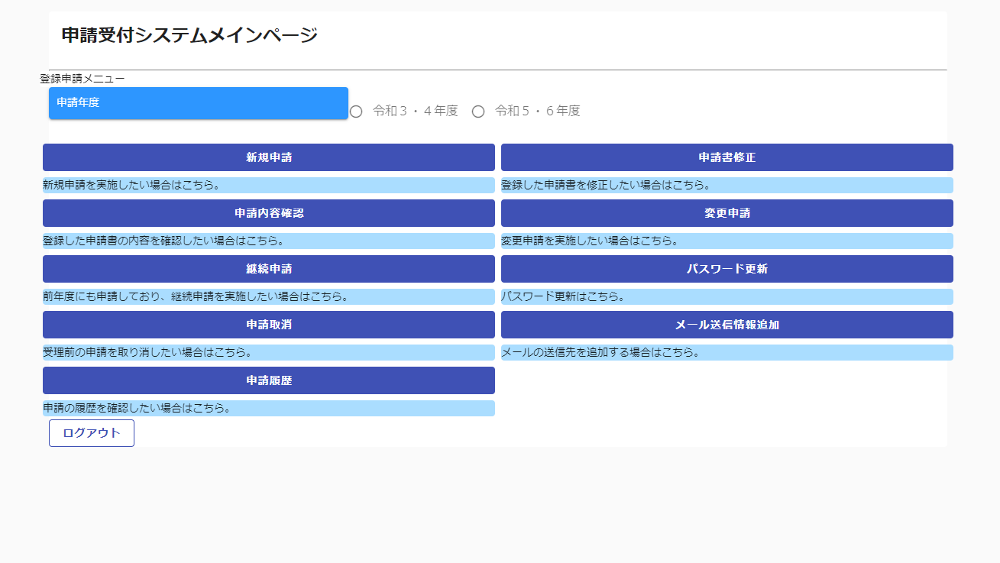 申請受付システムメインページ
登録申請メニュー
申請年度
令和３・４年度 令和５・６年度
新規申請 申請書修正
新規申請を実施したい場合はこちら。 登録した申請書を修正したい場合はこちら。
申請内容確認 変更申請
登録した申請書の内容を確認したい場合はこちら。 変更申請を実施したい場合はこちら。
継続申請 パスワード更新
前年度にも申請しており、継続申請を実施したい場合はこちら。 パスワード更新はこちら。
申請取消 メール送信情報追加
受理前の申請を取り消したい場合はこちら。 メールの送信先を追加する場合はこちら。
申請履歴
申請の履歴を確認したい場合はこちら。
ログアウト